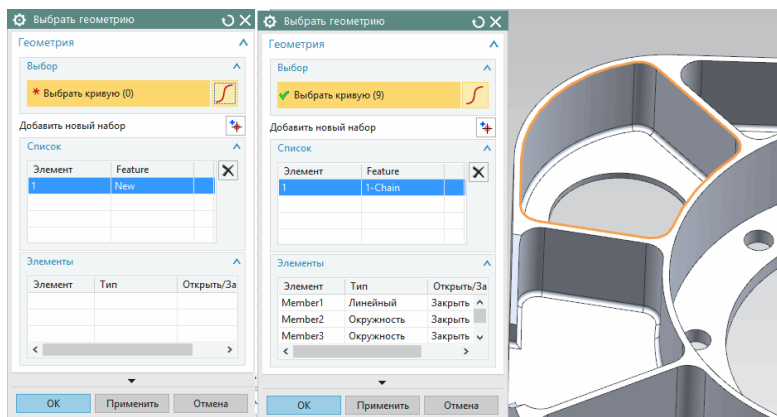 Выбрать геометрию
Геометрия
Выбор
* Выбрать кривую (0)
Добавить новый набор
Список
Элемент Feature
1 New
Элементы
Элемент Тип Открыть/За
ОК Применить Отмена
Выбрать геометрию
Геометрия
Выбор
Выбрать кривую (9)
Добавить новый набор
Список
Элемент Feature
1 1-Chain
Элементы
Элемент Тип Открыть/За
Member1 Линейный Закрыть
Member2 Окружность Закрыть
Member3 Окружность Закрыть
ОК Применить Отмена